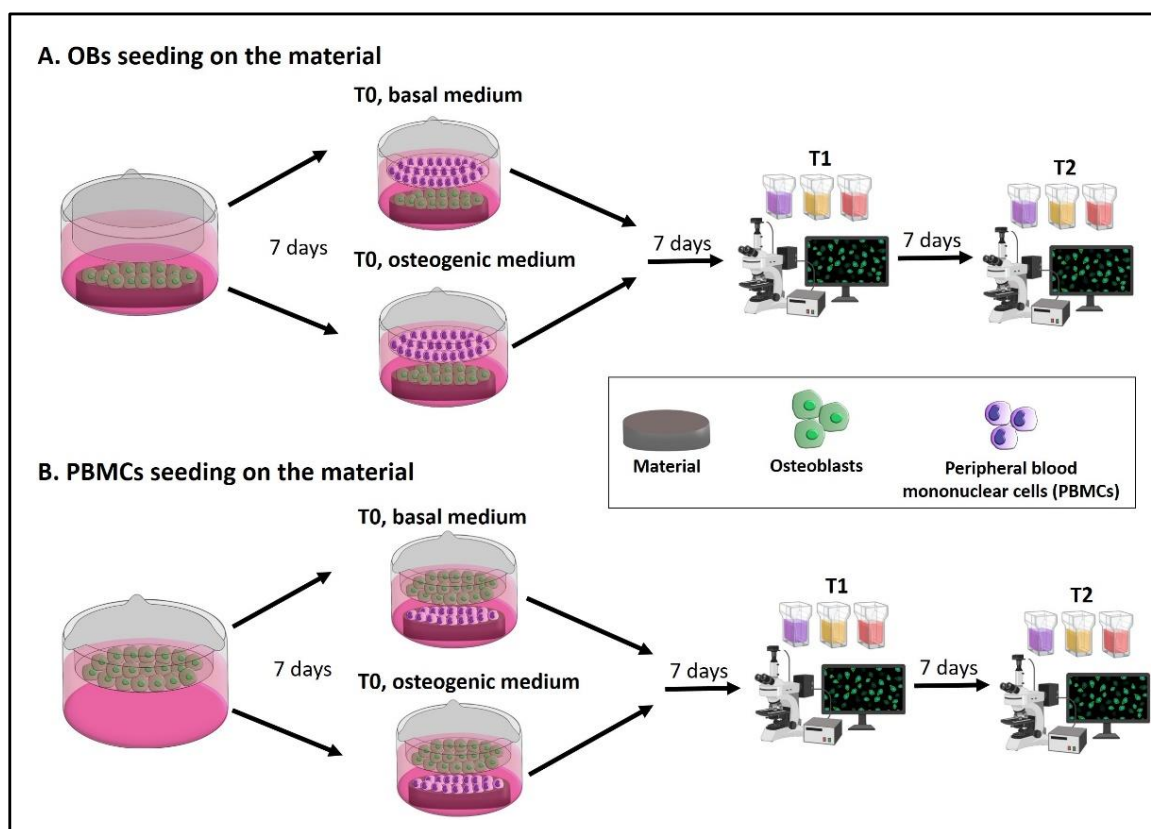 A. OBs seeding on the material
T0, basal medium
7 days
T0, osteogenic medium
7 days
T1
7 days
T2
Material
Osteoblasts
Peripheral blood
mononuclear cells (PBMCs)
B. PBMCs seeding on the material
T0, basal medium
7 days
T0, osteogenic medium
7 days
T1
7 days
T2